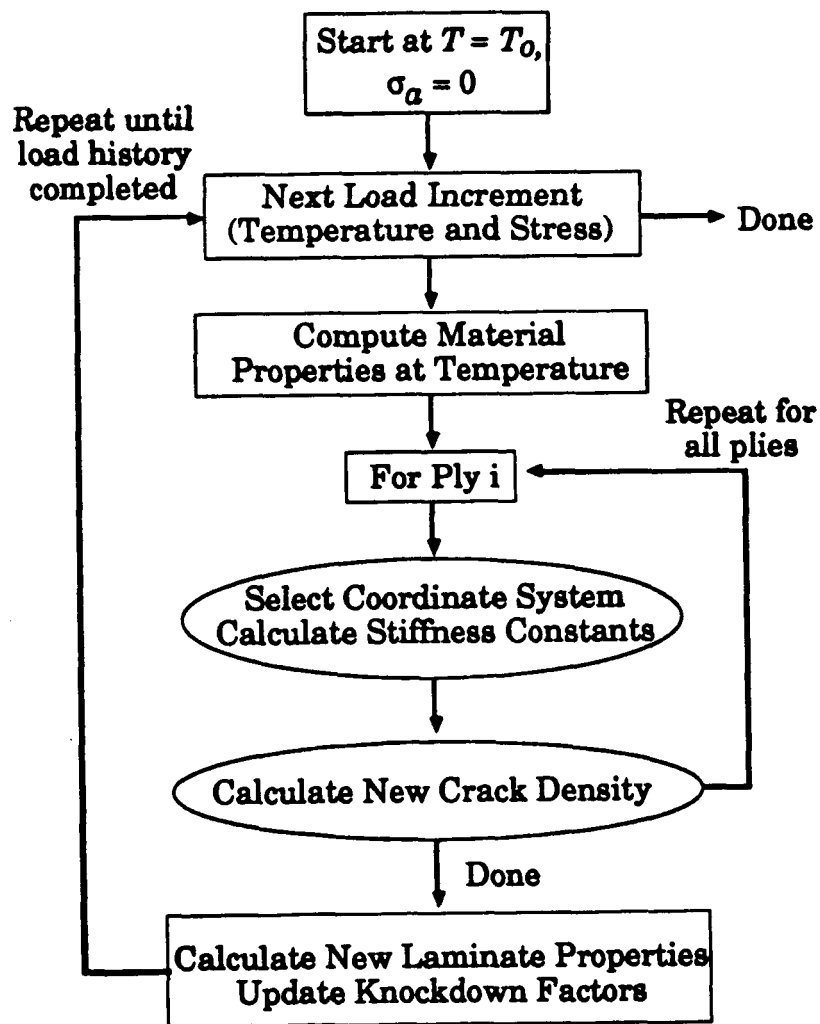 Start at T = To,
σa = 0
Repeat until
load history
completed
Next Load Increment
(Temperature and Stress)
Done
Compute Material
Properties at Temperature
Repeat for
all plies
For Ply i
Select Coordinate System
Calculate Stiffness Constants
Calculate New Crack Density
Done
Calculate New Laminate Properties
Update Knockdown Factors